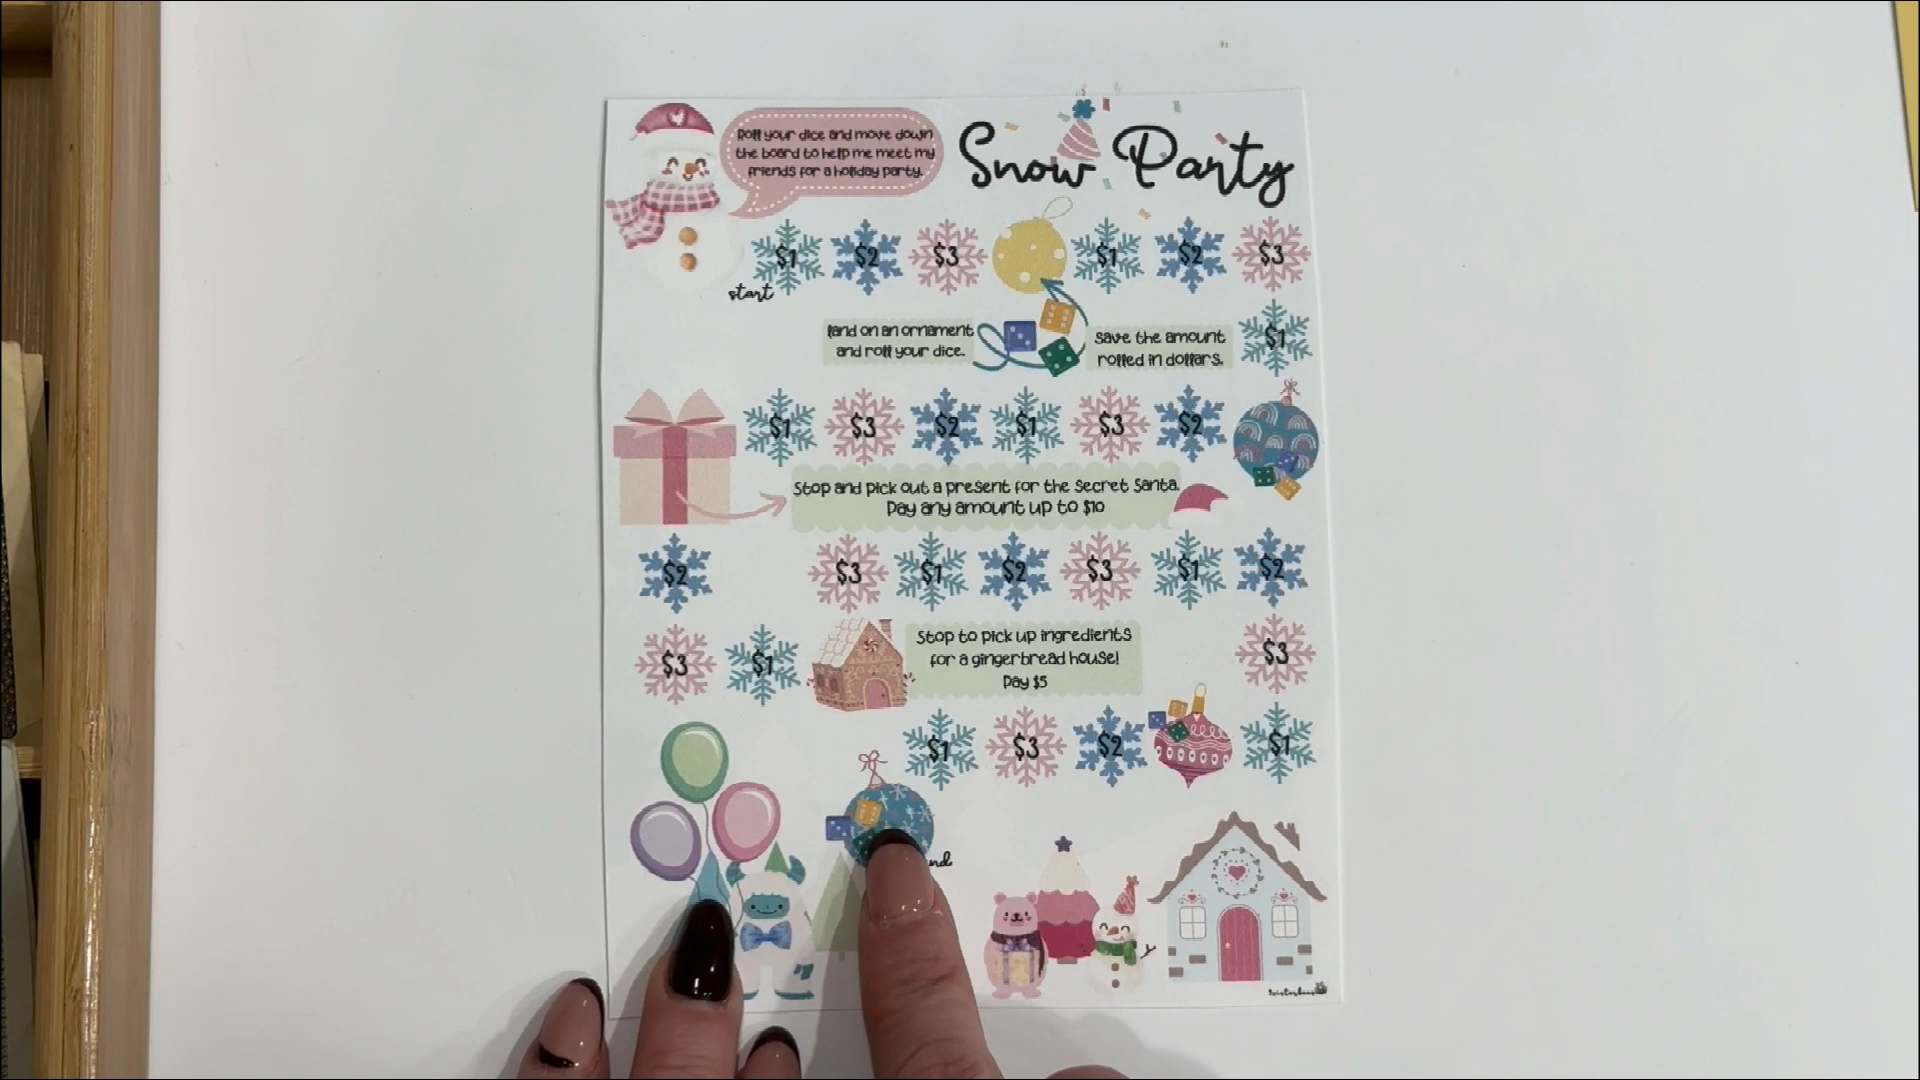 Roll your dice and move down
the board to help me meet my
friends for a holiday party.
Snow Party
$1 $2 $3 $1 $2 $3
start
land on an ornament
and roll your dice.
Save the amount
rolled in dollars.
$1
$1 $3 $2 $1 $3 $2
Stop and pick out a present for the Secret Santa.
Pay any amount up to $10
$2 $3 $1 $2 $3 $1 $2
Stop to pick up ingredients
for a gingerbread house!
Pay $5
$3 $1 $3
$1 $3 $2 $1